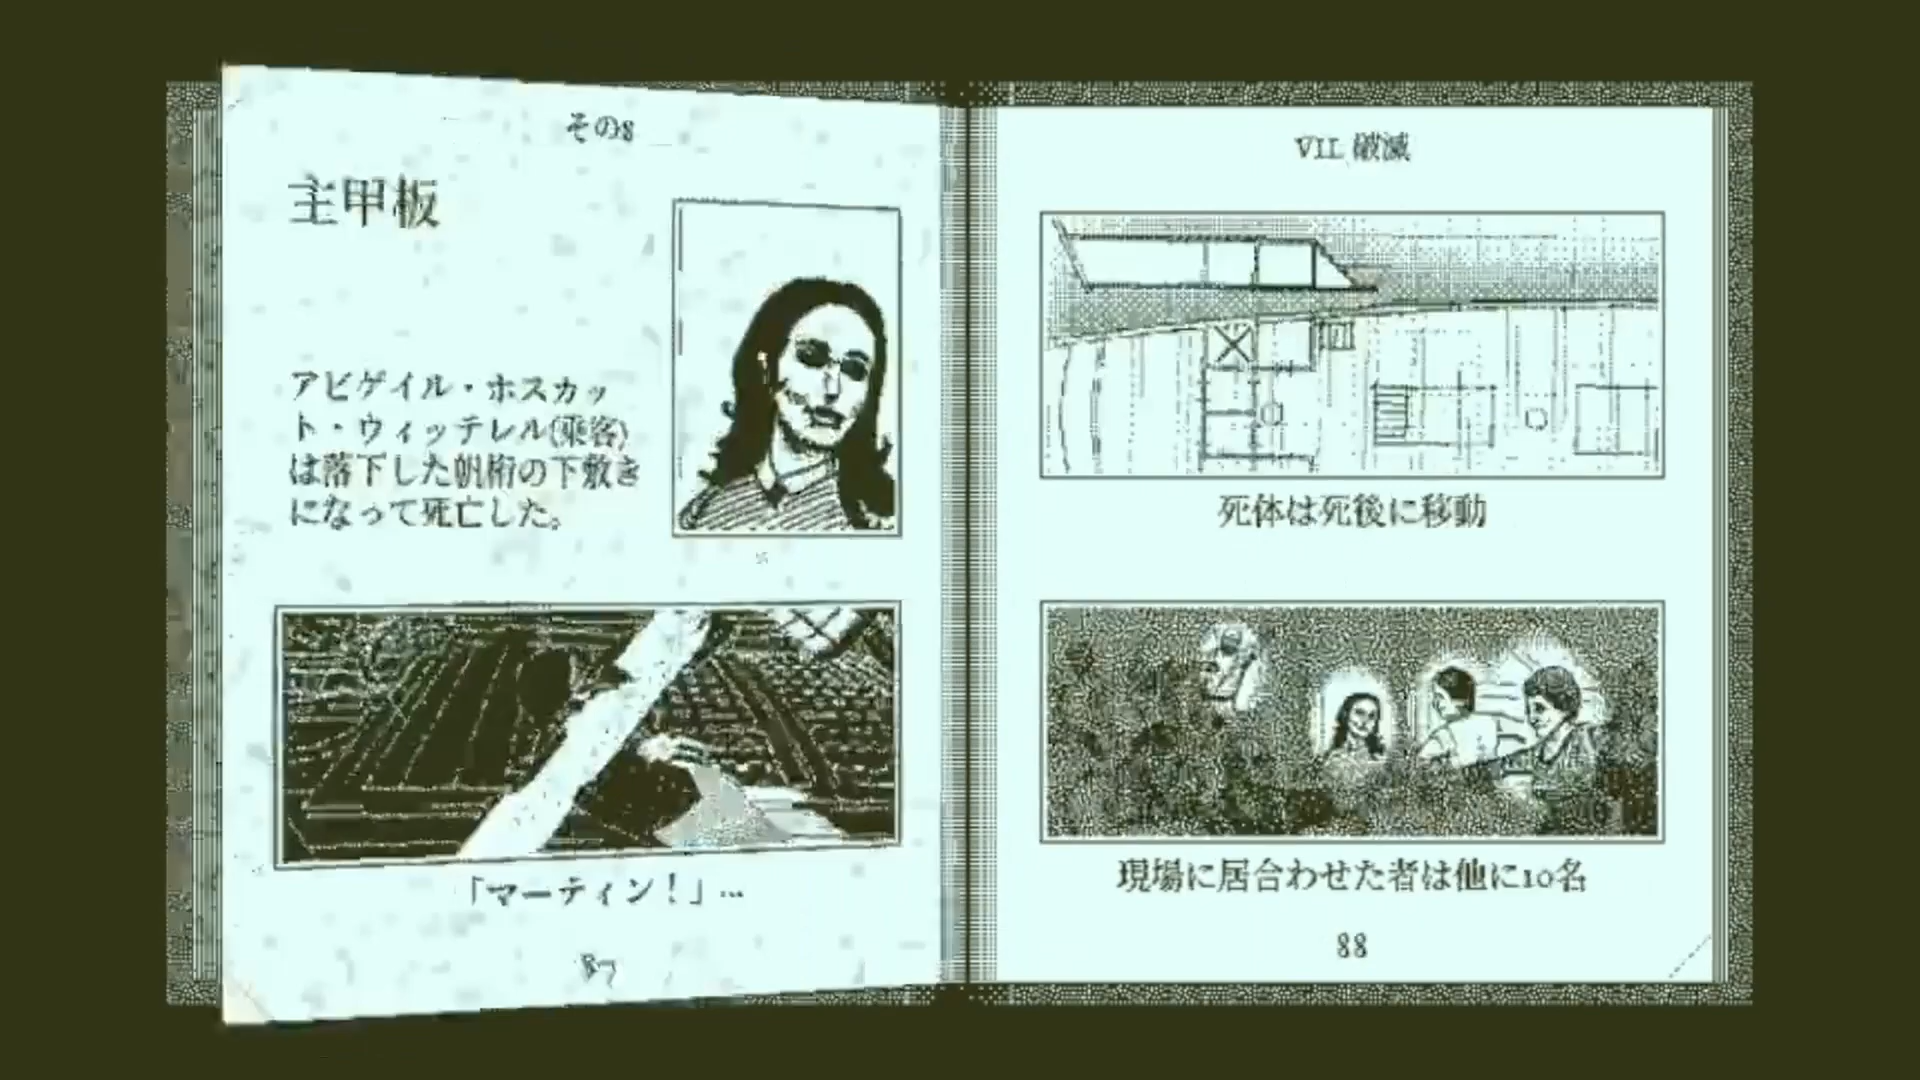 その8
主甲板
アビゲイル・ホスカッ
ト・ウィッテレル(乗客)
は落下した帆桁の下敷き
になって死亡した。
「マーティン！」…
87
VII. 破滅
死体は死後に移動
現場に居合わせた者は他に10名
88